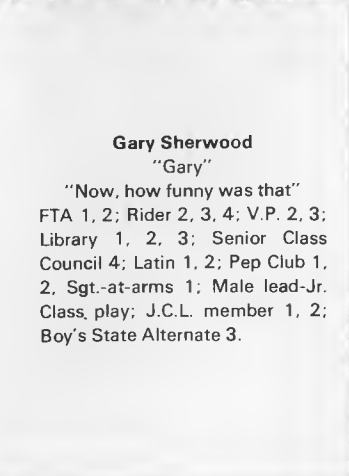 Gary Sherwood
"Gary"
"Now, how funny was that"
FTA 1, 2; Rider 2, 3, 4; V.P. 2, 3;
Library 1, 2, 3; Senior Class
Council 4; Latin 1, 2; Pep Club 1,
2, Sgt.-at-arms 1; Male lead-Jr.
Class play; J.C.L. member 1, 2;
Boy's State Alternate 3.